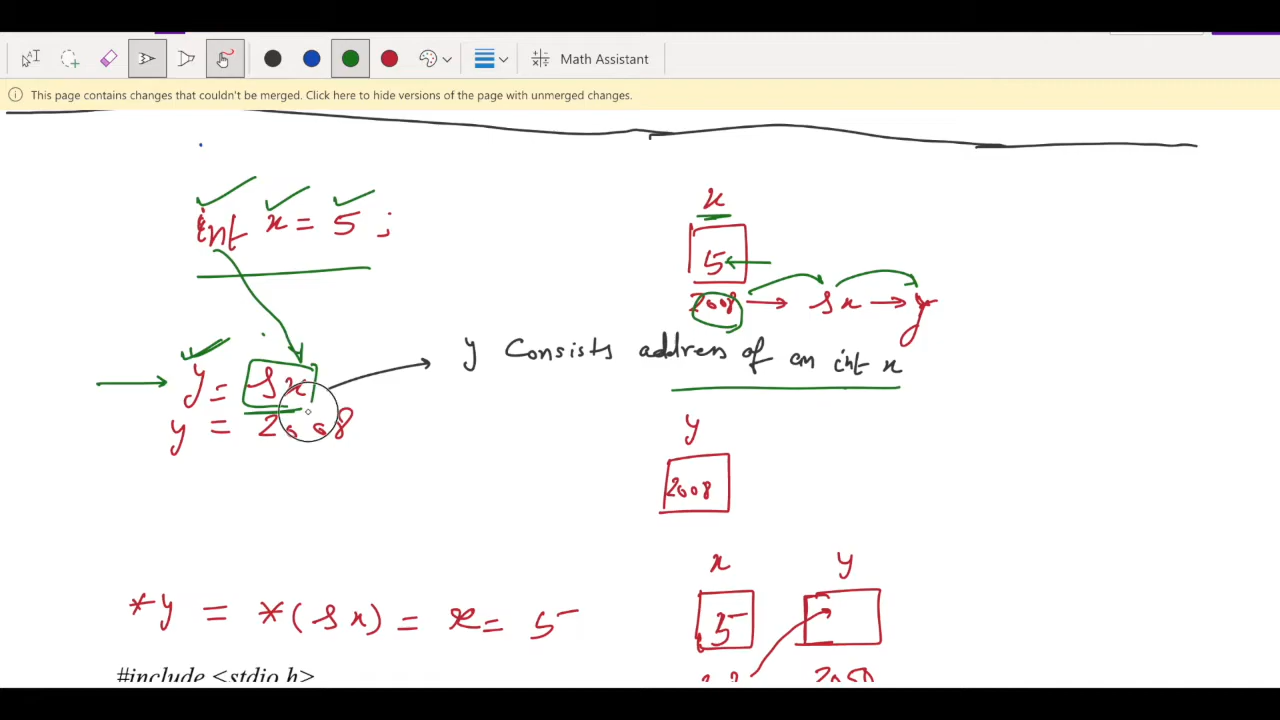 Math Assistant
This page contains changes that couldn't be merged. Click here to hide versions of the page with unmerged changes.
int x = 5 ;
x
5
2008 → &x → y
y = &x
y Consists address of an int x
y = 2008
y
2008
x y
5
*y = *(&x) = x = 5
#include <stdio h>
2050